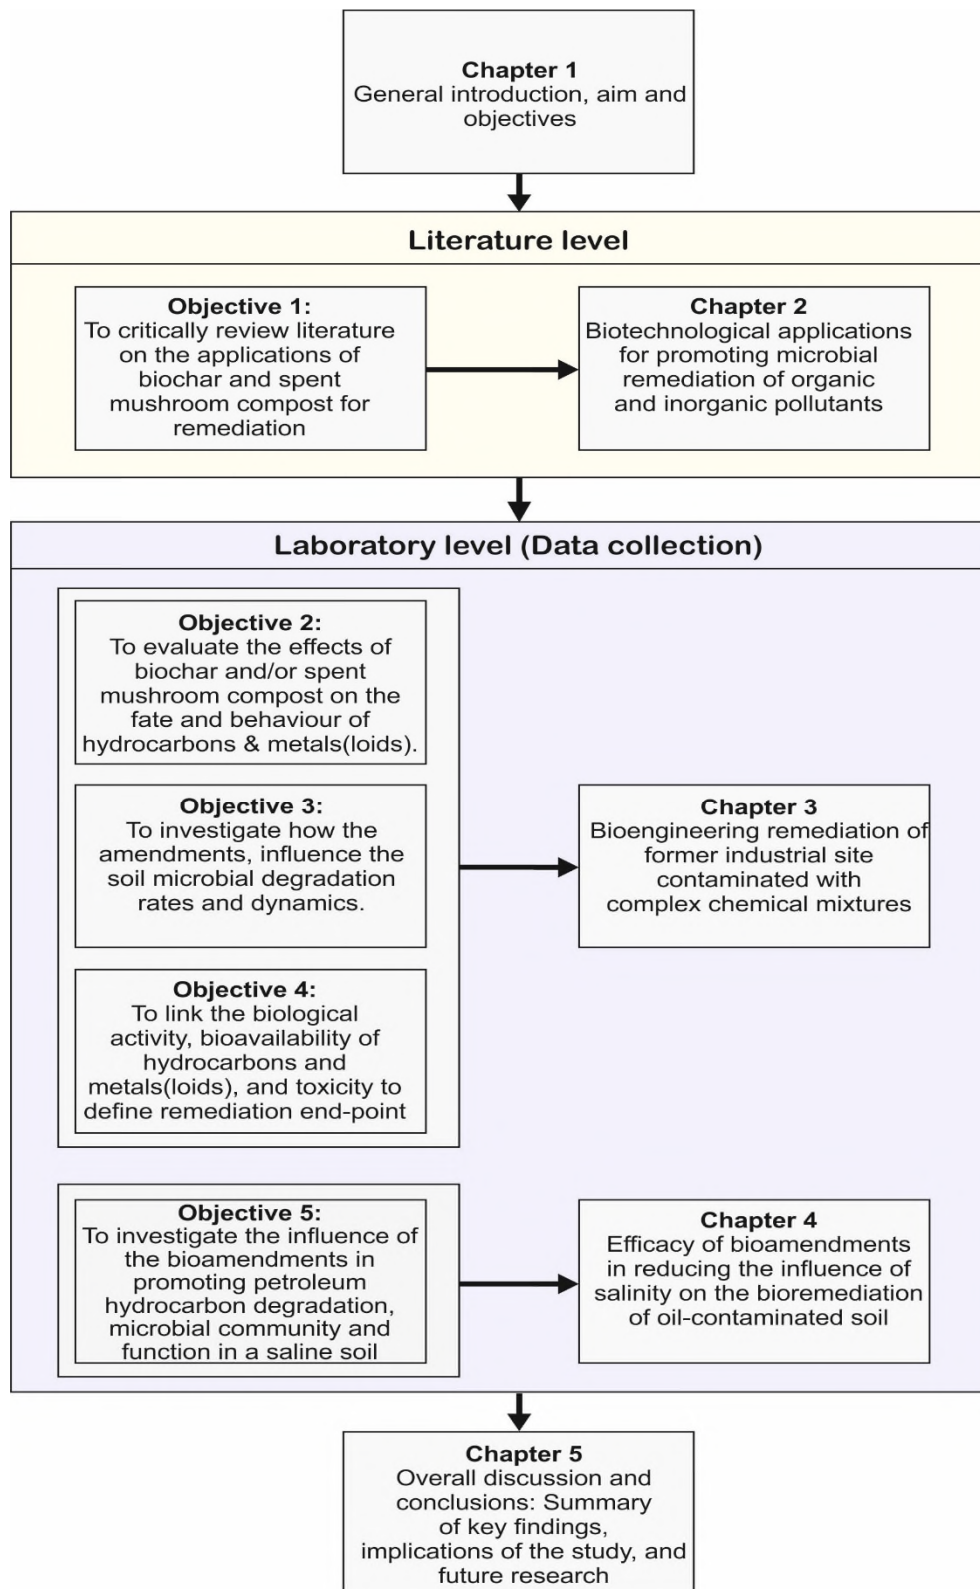 Chapter 1
General introduction, aim and
objectives
Literature level
Objective 1:
To critically review literature
on the applications of
biochar and spent
mushroom compost for
remediation
Chapter 2
Biotechnological applications
for promoting microbial
remediation of organic
and inorganic pollutants
Laboratory level (Data collection)
Objective 2:
To evaluate the effects of
biochar and/or spent
mushroom compost on the
fate and behaviour of
hydrocarbons & metals(loids).
Objective 3:
To investigate how the
amendments, influence the
soil microbial degradation
rates and dynamics.
Objective 4:
To link the biological
activity, bioavailability of
hydrocarbons and
metals(loids), and toxicity to
define remediation end-point
Chapter 3
Bioengineering remediation of
former industrial site
contaminated with
complex chemical mixtures
Objective 5:
To investigate the influence of
the bioamendments in
promoting petroleum
hydrocarbon degradation,
microbial community and
function in a saline soil
Chapter 4
Efficacy of bioamendments
in reducing the influence of
salinity on the bioremediation
of oil-contaminated soil
Chapter 5
Overall discussion and
conclusions: Summary
of key findings,
implications of the study, and
future research